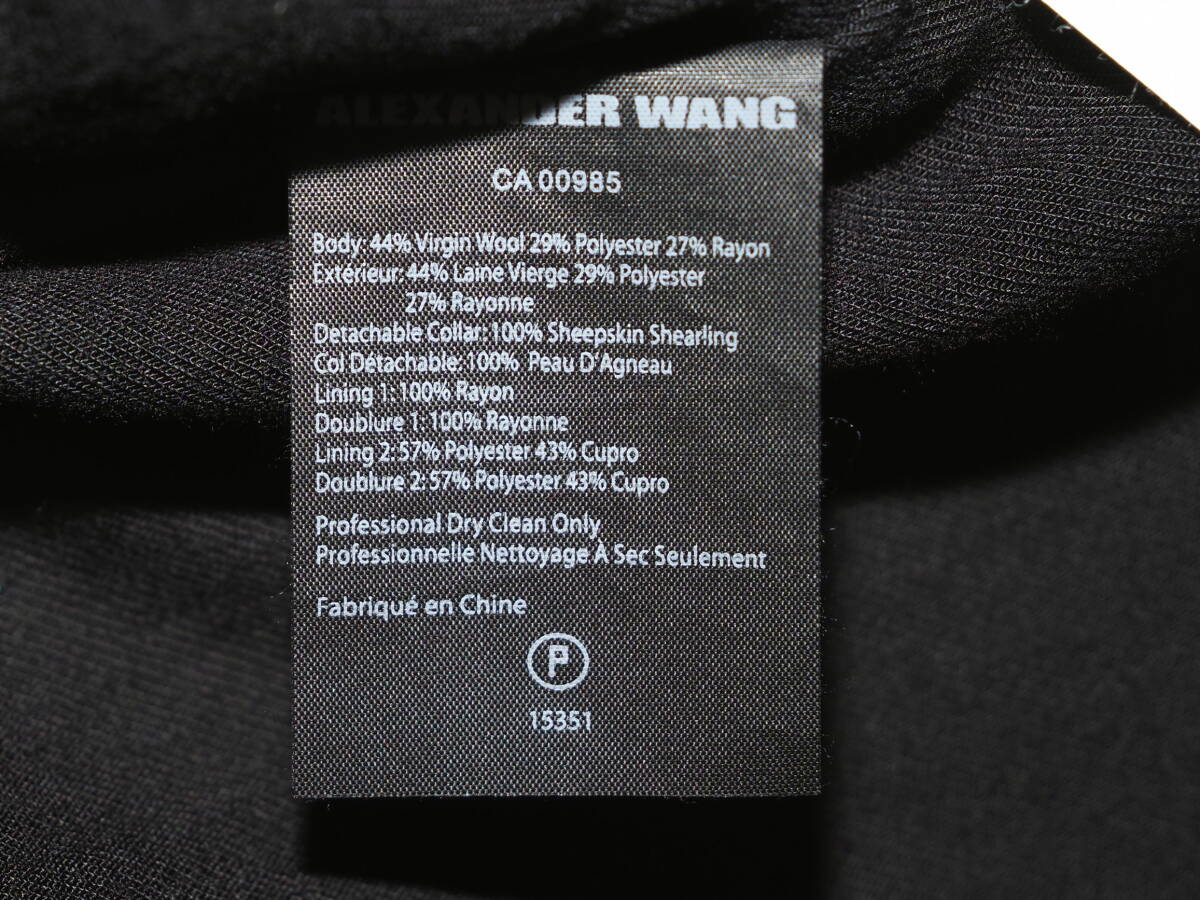 ALEXANDER WANG
CA 00985
Body: 44% Virgin Wool 29% Polyester 27% Rayon
Extérieur: 44% Laine Vierge 29% Polyester
27% Rayonne
Detachable Collar: 100% Sheepskin Shearling
Col Détachable: 100% Peau D'Agneau
Lining 1: 100% Rayon
Doublure 1: 100% Rayonne
Lining 2: 57% Polyester 43% Cupro
Doublure 2: 57% Polyester 43% Cupro
Professional Dry Clean Only
Professionnelle Nettoyage À Sec Seulement
Fabriqué en Chine
P
15351